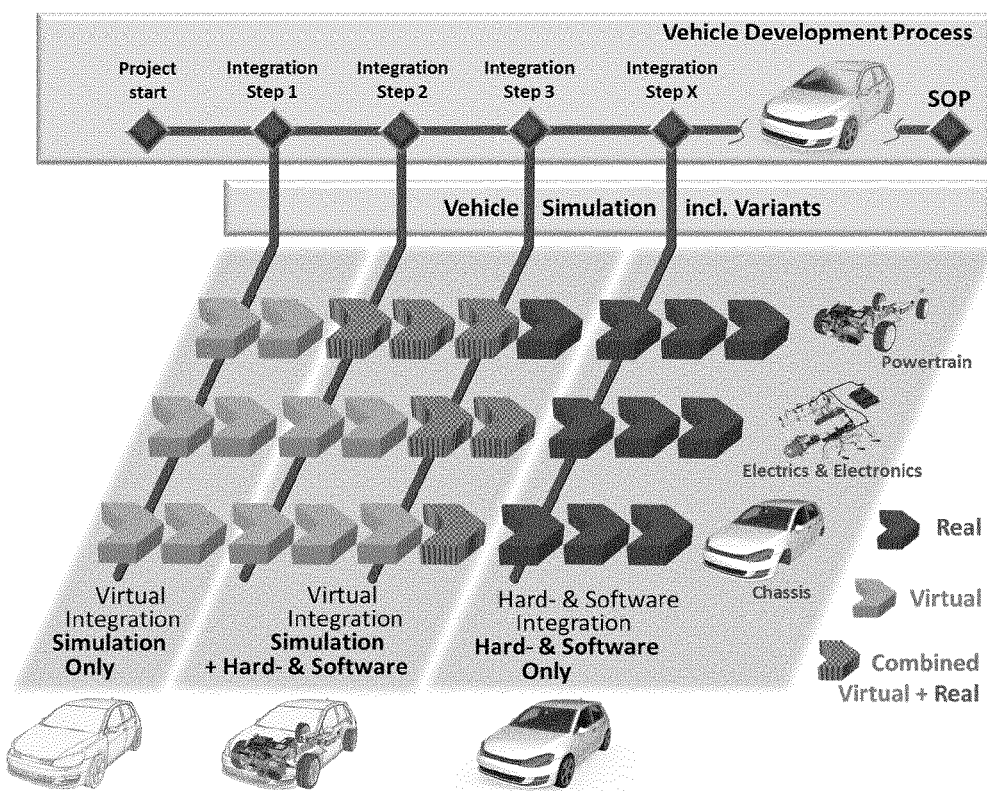 Vehicle Development Process
Project
start
Integration
Step 1
Integration
Step 2
Integration
Step 3
Integration
Step X
SOP
Vehicle Simulation incl. Variants
Powertrain
Electrics & Electronics
Chassis
Real
Virtual
Combined
Virtual + Real
Virtual
Integration
Simulation
Only
Virtual
Integration
Simulation
+ Hard- & Software
Hard- & Software
Integration
Hard- & Software
Only